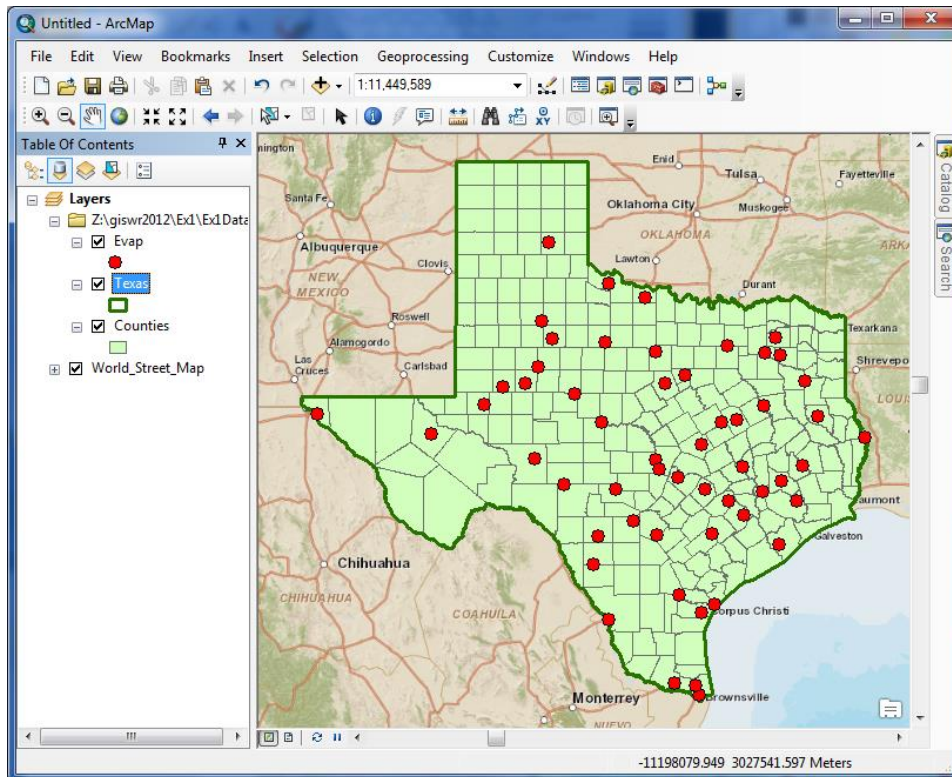 Untitled - ArcMap
File Edit View Bookmarks Insert Selection Geoprocessing Customize Windows Help
1:11,449,589
Table Of Contents
Layers
Z:\giswr2012\Ex1\Ex1Data
Evap
Texas
Counties
World_Street_Map
Catalog
Search
Enid
Tulsa
Fayetteville
Santa Fe
Oklahoma City
Muskogee
Albuquerque
OKLAHOMA
Clovis
Lawton
NEW
MEXICO
Durant
Roswell
Texarkana
Alamogordo
Las
Cruces
Carlsbad
Galveston
Chihuahua
CHIHUAHUA
COAHUILA
Corpus Christi
Monterrey
Brownsville
-11198079.949 3027541.597 Meters